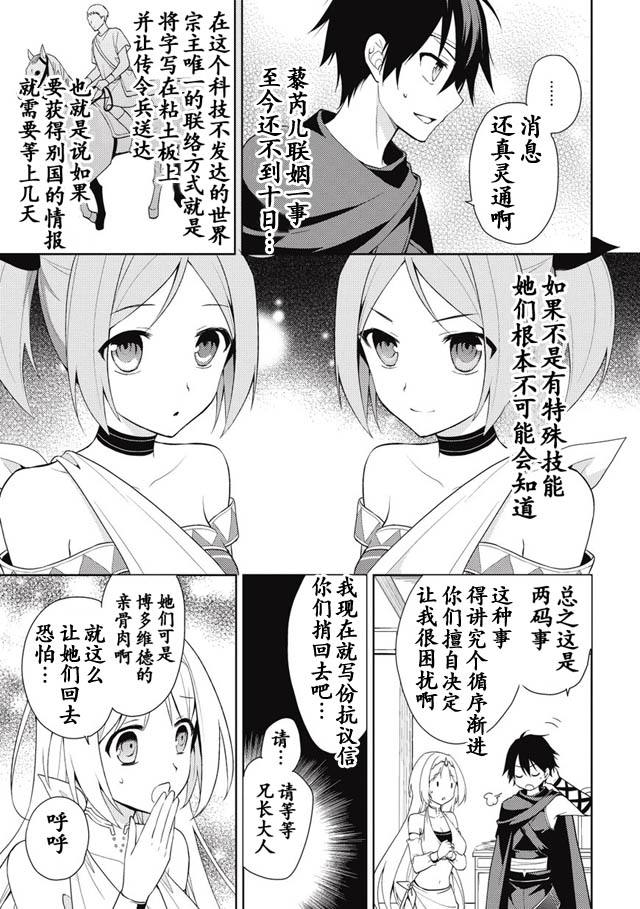 ……
消息
还真灵通啊
藜芮儿联姻一事
至今还不到十日…
在这个科技不发达的世界
宗主唯一的联络方式就是
将字写在粘土板上
并让传令兵送达
也就是说如果
要获得别国的情报
就需要等上几天
如果不是有特殊技能
她们根本不可能会知道
总之这是
两码事
这种事
得讲究个循序渐进
你们擅自决定
让我很困扰啊
我现在就写份抗议信
你们捎回去吧…
请…
请等等
兄长大人
她们可是
博多维德的
亲骨肉啊
就这么
让她们回去
恐怕…
呼呼